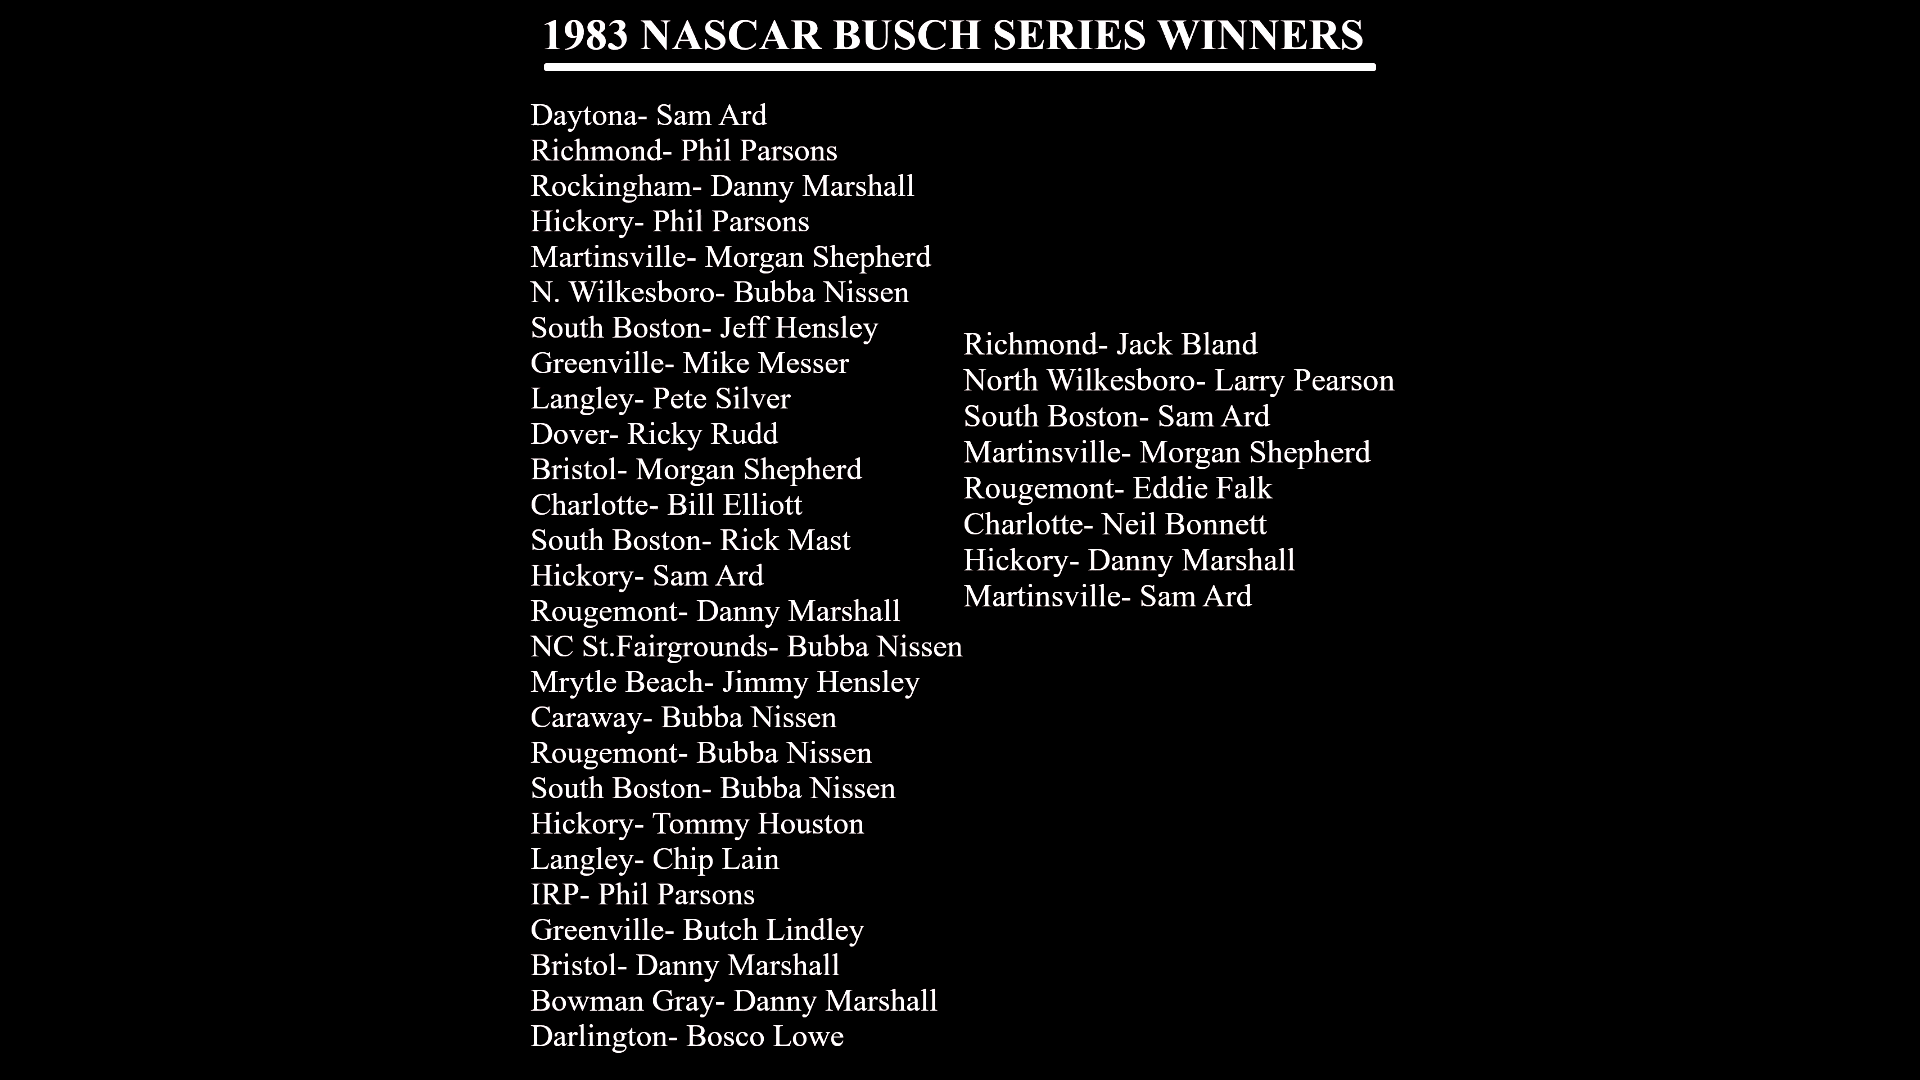 1983 NASCAR BUSCH SERIES WINNERS
Daytona- Sam Ard
Richmond- Phil Parsons
Rockingham- Danny Marshall
Hickory- Phil Parsons
Martinsville- Morgan Shepherd
N. Wilkesboro- Bubba Nissen
South Boston- Jeff Hensley
Greenville- Mike Messer
Langley- Pete Silver
Dover- Ricky Rudd
Bristol- Morgan Shepherd
Charlotte- Bill Elliott
South Boston- Rick Mast
Hickory- Sam Ard
Rougemont- Danny Marshall
NC St.Fairgrounds- Bubba Nissen
Mrytle Beach- Jimmy Hensley
Caraway- Bubba Nissen
Rougemont- Bubba Nissen
South Boston- Bubba Nissen
Hickory- Tommy Houston
Langley- Chip Lain
IRP- Phil Parsons
Greenville- Butch Lindley
Bristol- Danny Marshall
Bowman Gray- Danny Marshall
Darlington- Bosco Lowe
Richmond- Jack Bland
North Wilkesboro- Larry Pearson
South Boston- Sam Ard
Martinsville- Morgan Shepherd
Rougemont- Eddie Falk
Charlotte- Neil Bonnett
Hickory- Danny Marshall
Martinsville- Sam Ard